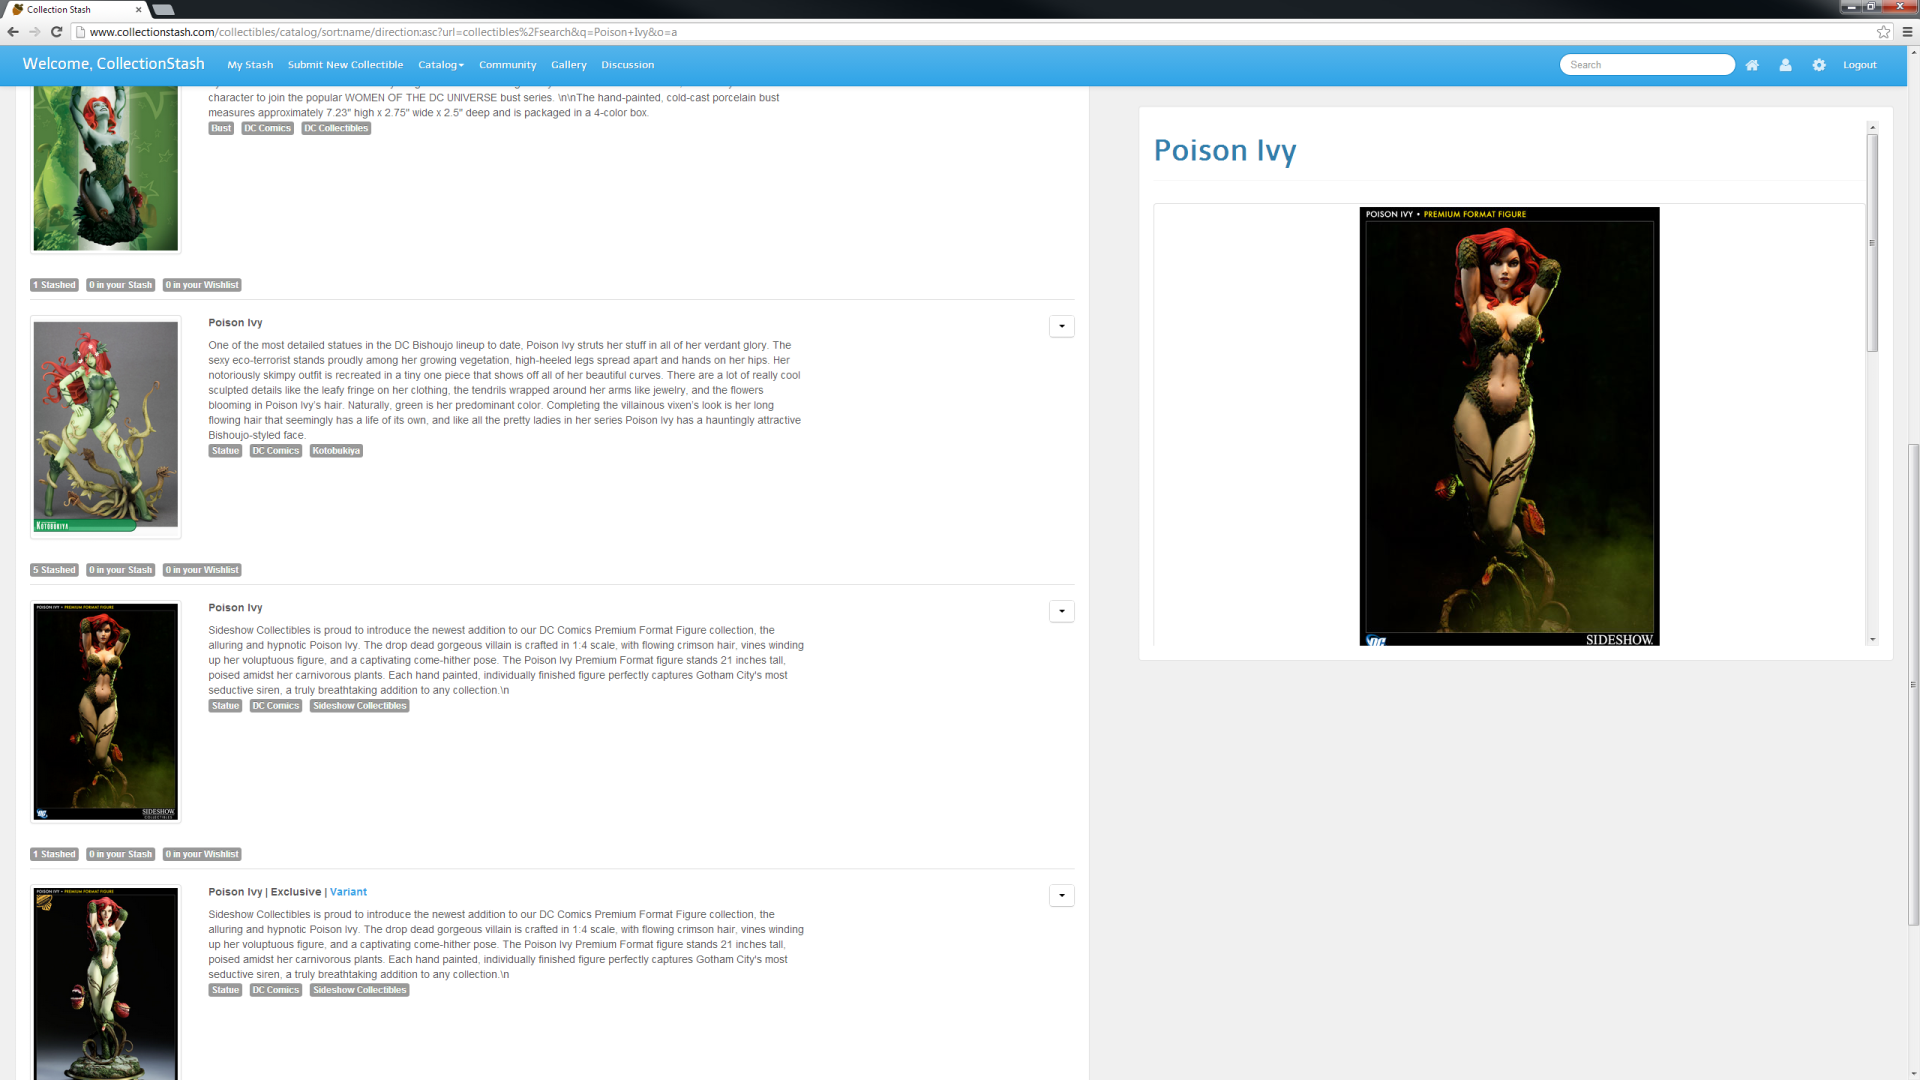 Collection Stash
www.collectionstash.com/collectibles/catalog/sort:name/direction:asc?url=collectibles%2Fsearch&q=Poison+Ivy&o=a
Welcome, CollectionStash My Stash Submit New Collectible Catalog Community Gallery Discussion Search Logout
character to join the popular WOMEN OF THE DC UNIVERSE bust series. \n\nThe hand-painted, cold-cast porcelain bust
measures approximately 7.23" high x 2.75" wide x 2.5" deep and is packaged in a 4-color box.
Bust DC Comics DC Collectibles
1 Stashed 0 in your Stash 0 in your Wishlist
Poison Ivy
One of the most detailed statues in the DC Bishoujo lineup to date, Poison Ivy struts her stuff in all of her verdant glory. The
sexy eco-terrorist stands proudly among her growing vegetation, high-heeled legs spread apart and hands on her hips. Her
notoriously skimpy outfit is recreated in a tiny one piece that shows off all of her beautiful curves. There are a lot of really cool
sculpted details like the leafy fringe on her clothing, the tendrils wrapped around her arms like jewelry, and the flowers
blooming in Poison Ivy's hair. Naturally, green is her predominant color. Completing the villainous vixen's look is her long
flowing hair that seemingly has a life of its own, and like all the pretty ladies in her series Poison Ivy has a hauntingly attractive
Bishoujo-styled face.
Statue DC Comics Kotobukiya
KOTOBUKIYA
5 Stashed 0 in your Stash 0 in your Wishlist
POISON IVY • PREMIUM FORMAT FIGURE
Poison Ivy
Sideshow Collectibles is proud to introduce the newest addition to our DC Comics Premium Format Figure collection, the
alluring and hypnotic Poison Ivy. The drop dead gorgeous villain is crafted in 1:4 scale, with flowing crimson hair, vines winding
up her voluptuous figure, and a captivating come-hither pose. The Poison Ivy Premium Format figure stands 21 inches tall,
poised amidst her carnivorous plants. Each hand painted, individually finished figure perfectly captures Gotham City's most
seductive siren, a truly breathtaking addition to any collection.\n
Statue DC Comics Sideshow Collectibles
DC SIDESHOW
COLLECTIBLES
1 Stashed 0 in your Stash 0 in your Wishlist
POISON IVY • PREMIUM FORMAT FIGURE
Poison Ivy | Exclusive | Variant
Sideshow Collectibles is proud to introduce the newest addition to our DC Comics Premium Format Figure collection, the
alluring and hypnotic Poison Ivy. The drop dead gorgeous villain is crafted in 1:4 scale, with flowing crimson hair, vines winding
up her voluptuous figure, and a captivating come-hither pose. The Poison Ivy Premium Format figure stands 21 inches tall,
poised amidst her carnivorous plants. Each hand painted, individually finished figure perfectly captures Gotham City's most
seductive siren, a truly breathtaking addition to any collection.\n
Statue DC Comics Sideshow Collectibles
Poison Ivy
POISON IVY • PREMIUM FORMAT FIGURE
DC SIDESHOW